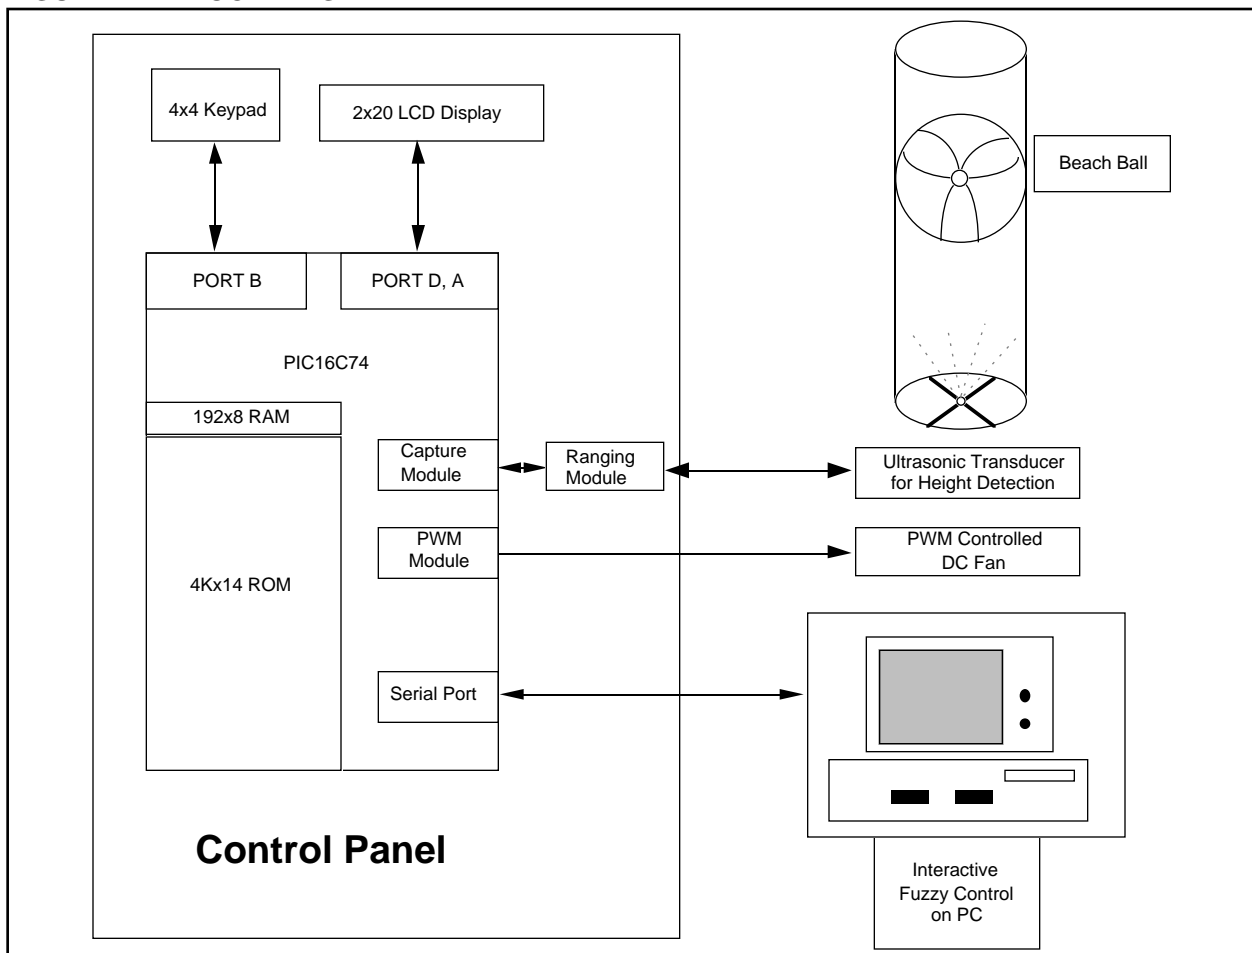 4x4 Keypad
2x20 LCD Display
Beach Ball
PORT B
PORT D, A
PIC16C74
192x8 RAM
Capture
Module
Ranging
Module
Ultrasonic Transducer
for Height Detection
PWM
Module
PWM Controlled
DC Fan
4Kx14 ROM
Serial Port
Control Panel
Interactive
Fuzzy Control
on PC